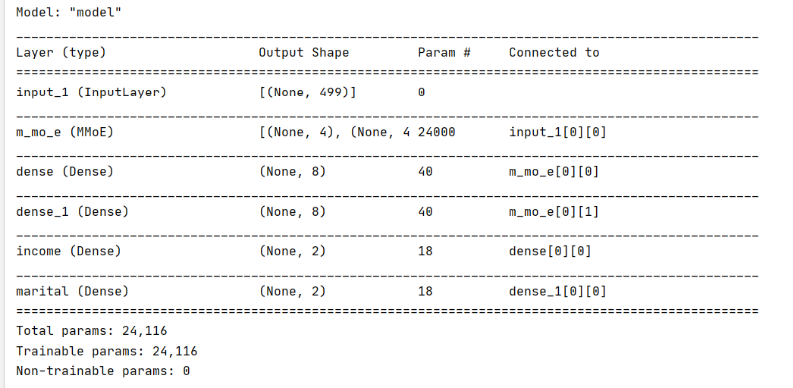 Model: "model"
__________________________________________________________________________________________________
Layer (type)                    Output Shape         Param #     Connected to
==================================================================================================
input_1 (InputLayer)            [(None, 499)]        0
__________________________________________________________________________________________________
m_mo_e (MMoE)                   [(None, 4), (None, 4 24000       input_1[0][0]
__________________________________________________________________________________________________
dense (Dense)                   (None, 8)            40          m_mo_e[0][0]
__________________________________________________________________________________________________
dense_1 (Dense)                 (None, 8)            40          m_mo_e[0][1]
__________________________________________________________________________________________________
income (Dense)                  (None, 2)            18          dense[0][0]
__________________________________________________________________________________________________
marital (Dense)                 (None, 2)            18          dense_1[0][0]
==================================================================================================
Total params: 24,116
Trainable params: 24,116
Non-trainable params: 0